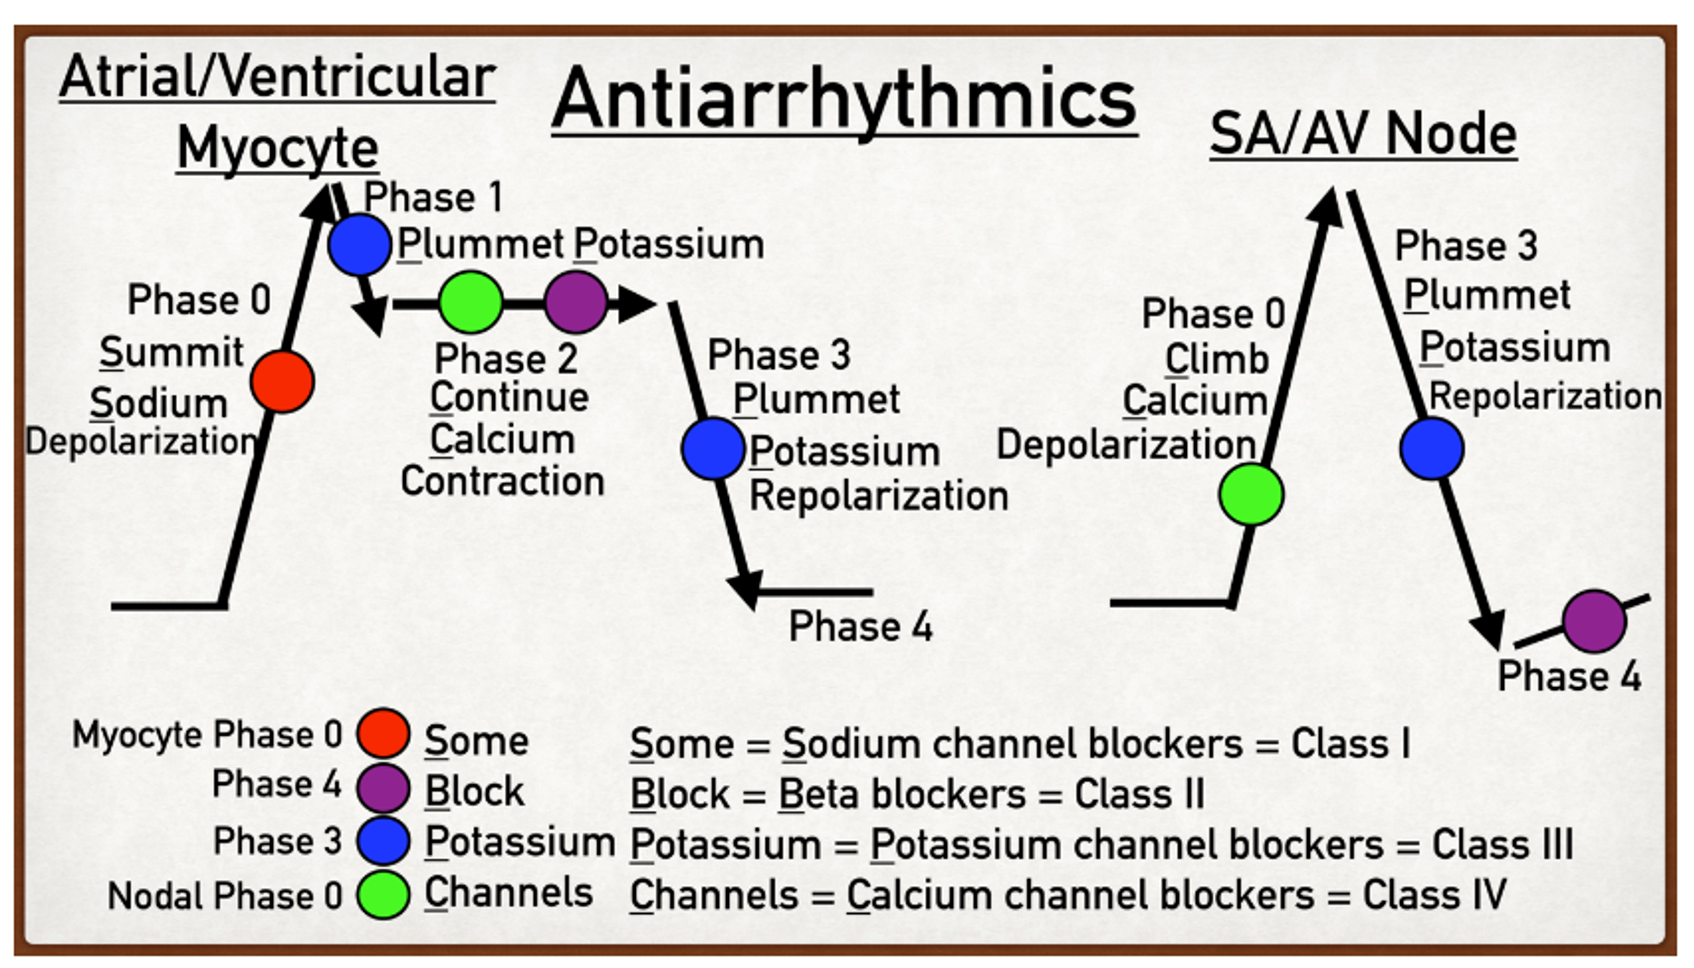 Atrial/Ventricular
Myocyte
Antiarrhythmics
SA/AV Node
Phase 0
Summit
Sodium
Depolarization
Phase 1
Plummet Potassium
Phase 2
Continue
Calcium
Contraction
Phase 3
Plummet
Potassium
Repolarization
Phase 4
Phase 0
Climb
Calcium
Depolarization
Phase 3
Plummet
Potassium
Repolarization
Phase 4
Myocyte Phase 0 Some Some = Sodium channel blockers = Class I
Phase 4 Block Block = Beta blockers = Class II
Phase 3 Potassium Potassium = Potassium channel blockers = Class III
Nodal Phase 0 Channels Channels = Calcium channel blockers = Class IV